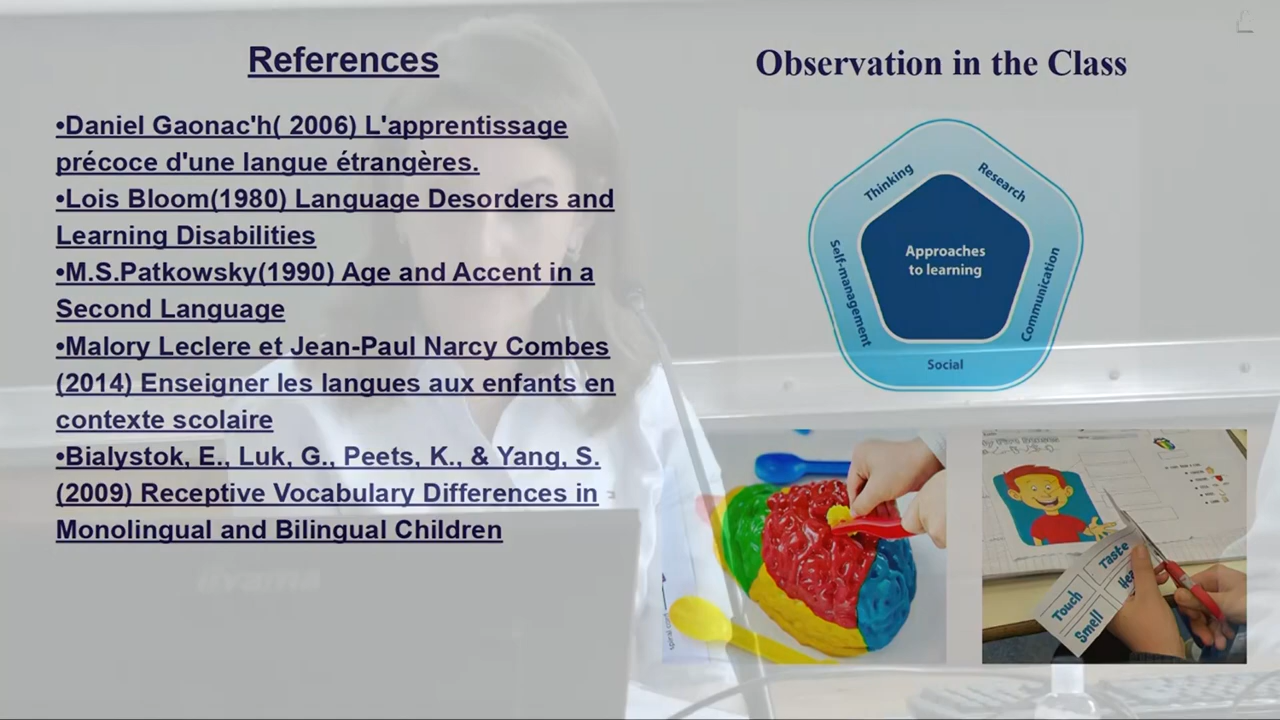 References
•Daniel Gaonac'h( 2006) L'apprentissage
précoce d'une langue étrangères.
•Lois Bloom(1980) Language Desorders and
Learning Disabilities
•M.S.Patkowsky(1990) Age and Accent in a
Second Language
•Malory Leclere et Jean-Paul Narcy Combes
(2014) Enseigner les langues aux enfants en
contexte scolaire
•Bialystok, E., Luk, G., Peets, K., & Yang, S.
(2009) Receptive Vocabulary Differences in
Monolingual and Bilingual Children
Observation in the Class
Thinking
Research
Self-management
Approaches
to learning
Communication
Social
Taste
Touch
Smell